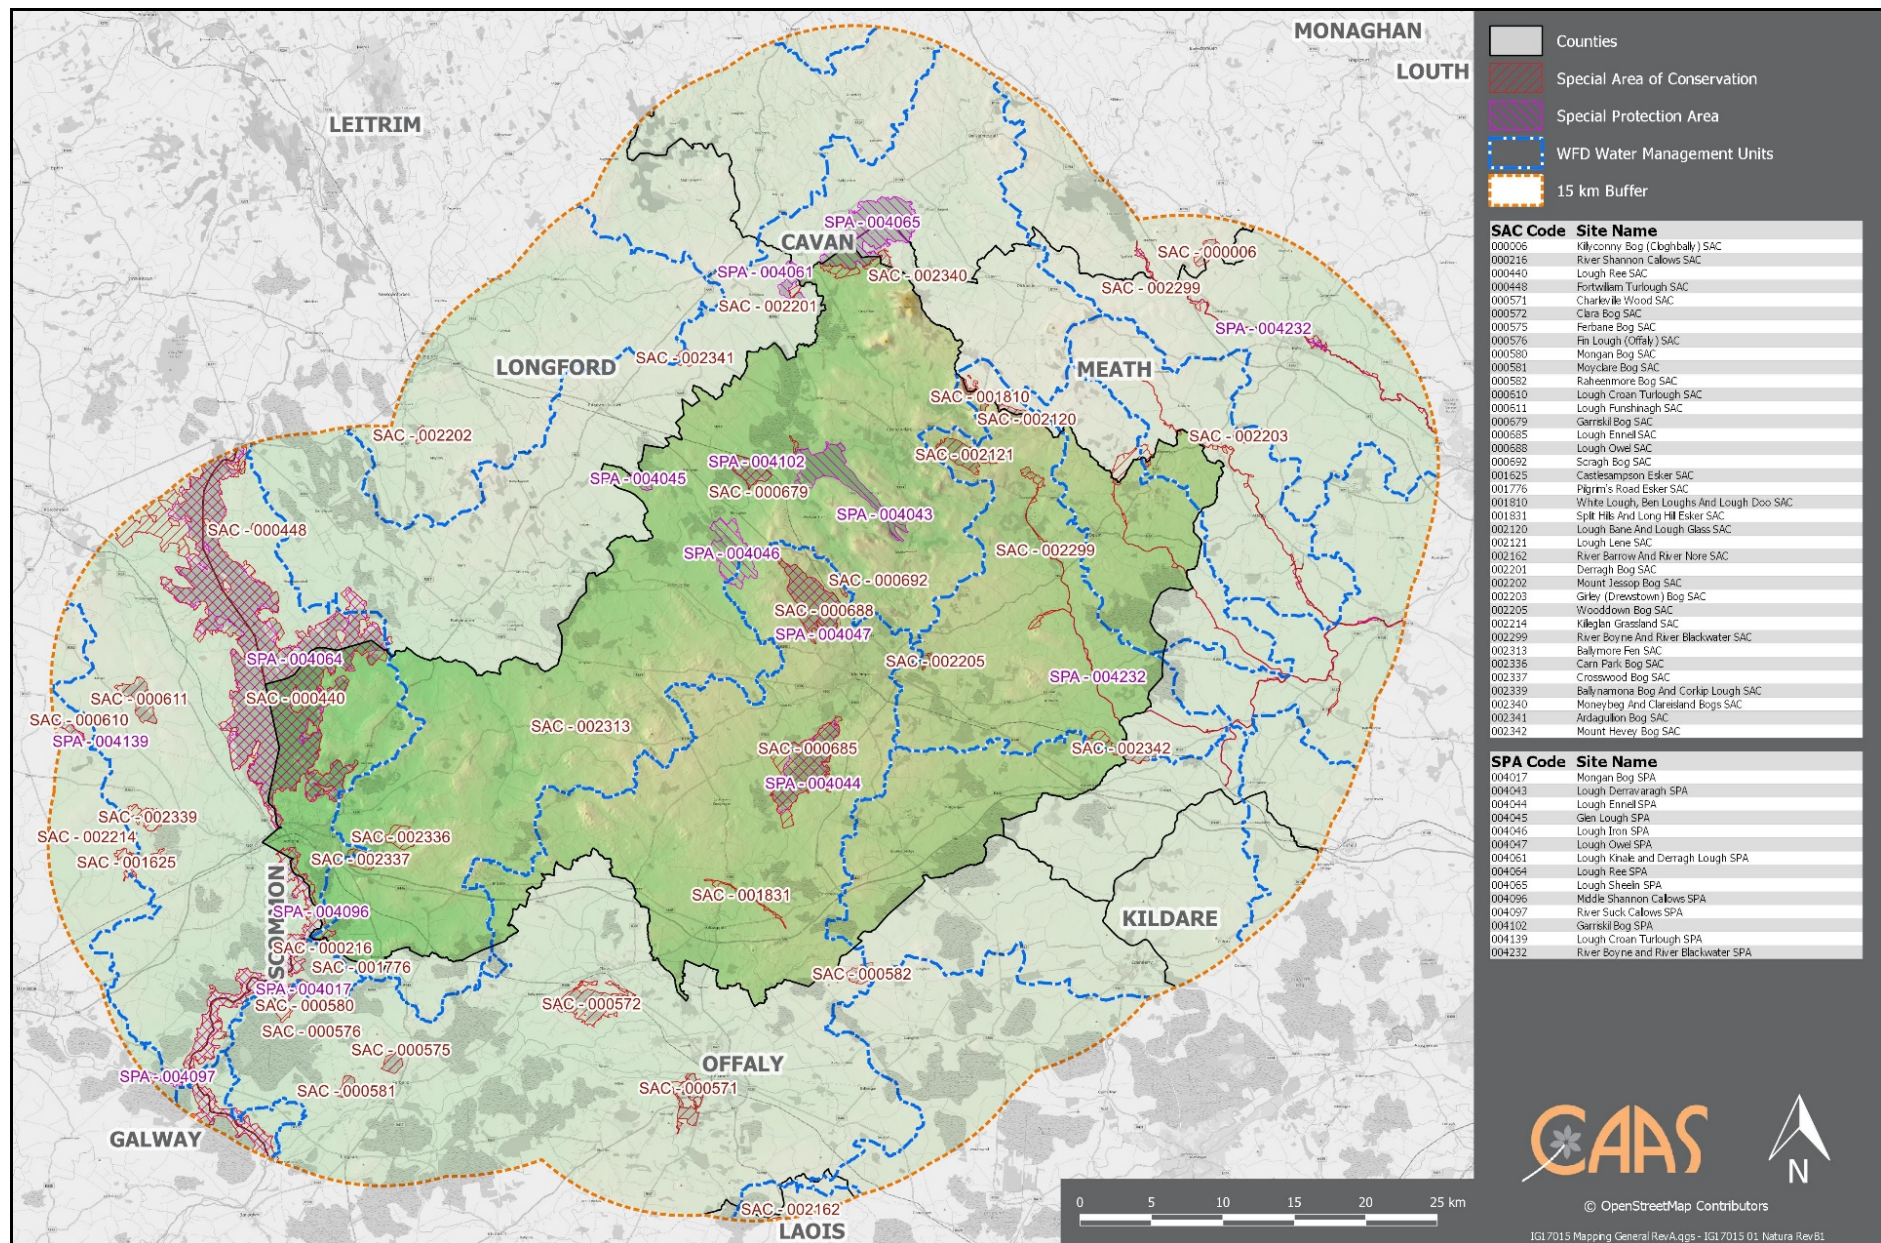 MONAGHAN
LOUTH
LEITRIM
SPA - 004065
CAVAN
SAC - 000006
SPA - 004061
SAC - 002340
SAC - 002299
SAC - 002201
SPA - 004232
SAC - 002341
LONGFORD
MEATH
SAC - 001810
SAC - 002120
SAC - 002202
SAC - 002203
SAC - 002121
SPA - 004102
SPA - 004045
SAC - 000679
SPA - 004043
SAC - 000448
SPA - 004046
SAC - 002299
SAC - 000692
SAC - 000688
SPA - 004047
SPA - 004064
SAC - 002205
SPA - 004232
SAC - 000611
SAC - 000440
SAC - 000610
SAC - 002313
SPA - 004139
SAC - 000685
SAC - 002342
SPA - 004044
SAC - 002339
SAC - 002214
SAC - 002336
SAC - 001625
SAC - 002337
SAC - 001831
SPA - 004096
KILDARE
SCOMMON
SAC - 000216
SAC - 001776
SAC - 000582
SPA - 004017
SAC - 000580
SAC - 000572
SAC - 000576
SAC - 000575
OFFALY
SPA - 004097
SAC - 000581
SAC - 000571
GALWAY
SAC - 002162
LAOIS
0 5 10 15 20 25 km
Counties
Special Area of Conservation
Special Protection Area
WFD Water Management Units
15 km Buffer
SAC Code Site Name
000006 Killyconny Bog (Cloghbally) SAC
000216 River Shannon Callows SAC
000440 Lough Ree SAC
000448 Fortwilliam Turlough SAC
000571 Charleville Wood SAC
000572 Clara Bog SAC
000575 Ferbane Bog SAC
000576 Fin Lough (Offaly) SAC
000580 Mongan Bog SAC
000581 Moyclare Bog SAC
000582 Raheenmore Bog SAC
000610 Lough Croan Turlough SAC
000611 Lough Funshinagh SAC
000679 Garriskil Bog SAC
000685 Lough Ennell SAC
000688 Lough Owel SAC
000692 Scragh Bog SAC
001625 Castlesampson Esker SAC
001776 Pilgrim's Road Esker SAC
001810 White Lough, Ben Loughs And Lough Doo SAC
001831 Split Hills And Long Hill Esker SAC
002120 Lough Bane And Lough Glass SAC
002121 Lough Lene SAC
002162 River Barrow And River Nore SAC
002201 Derragh Bog SAC
002202 Mount Jessop Bog SAC
002203 Girley (Drewstown) Bog SAC
002205 Wooddown Bog SAC
002214 Killeglan Grassland SAC
002299 River Boyne And River Blackwater SAC
002313 Ballymore Fen SAC
002336 Carn Park Bog SAC
002337 Crosswood Bog SAC
002339 Ballynamona Bog And Corkip Lough SAC
002340 Moneybeg And Clareisland Bogs SAC
002341 Ardagullion Bog SAC
002342 Mount Hevey Bog SAC
SPA Code Site Name
004017 Mongan Bog SPA
004043 Lough Derravaragh SPA
004044 Lough Ennell SPA
004045 Glen Lough SPA
004046 Lough Iron SPA
004047 Lough Owel SPA
004061 Lough Kinale and Derragh Lough SPA
004064 Lough Ree SPA
004065 Lough Sheelin SPA
004096 Middle Shannon Callows SPA
004097 River Suck Callows SPA
004102 Garriskil Bog SPA
004139 Lough Croan Turlough SPA
004232 River Boyne and River Blackwater SPA
CAAS
N
© OpenStreetMap Contributors
IG17015 Mapping General RevA.qgs - IG17015 01 Natura RevB1